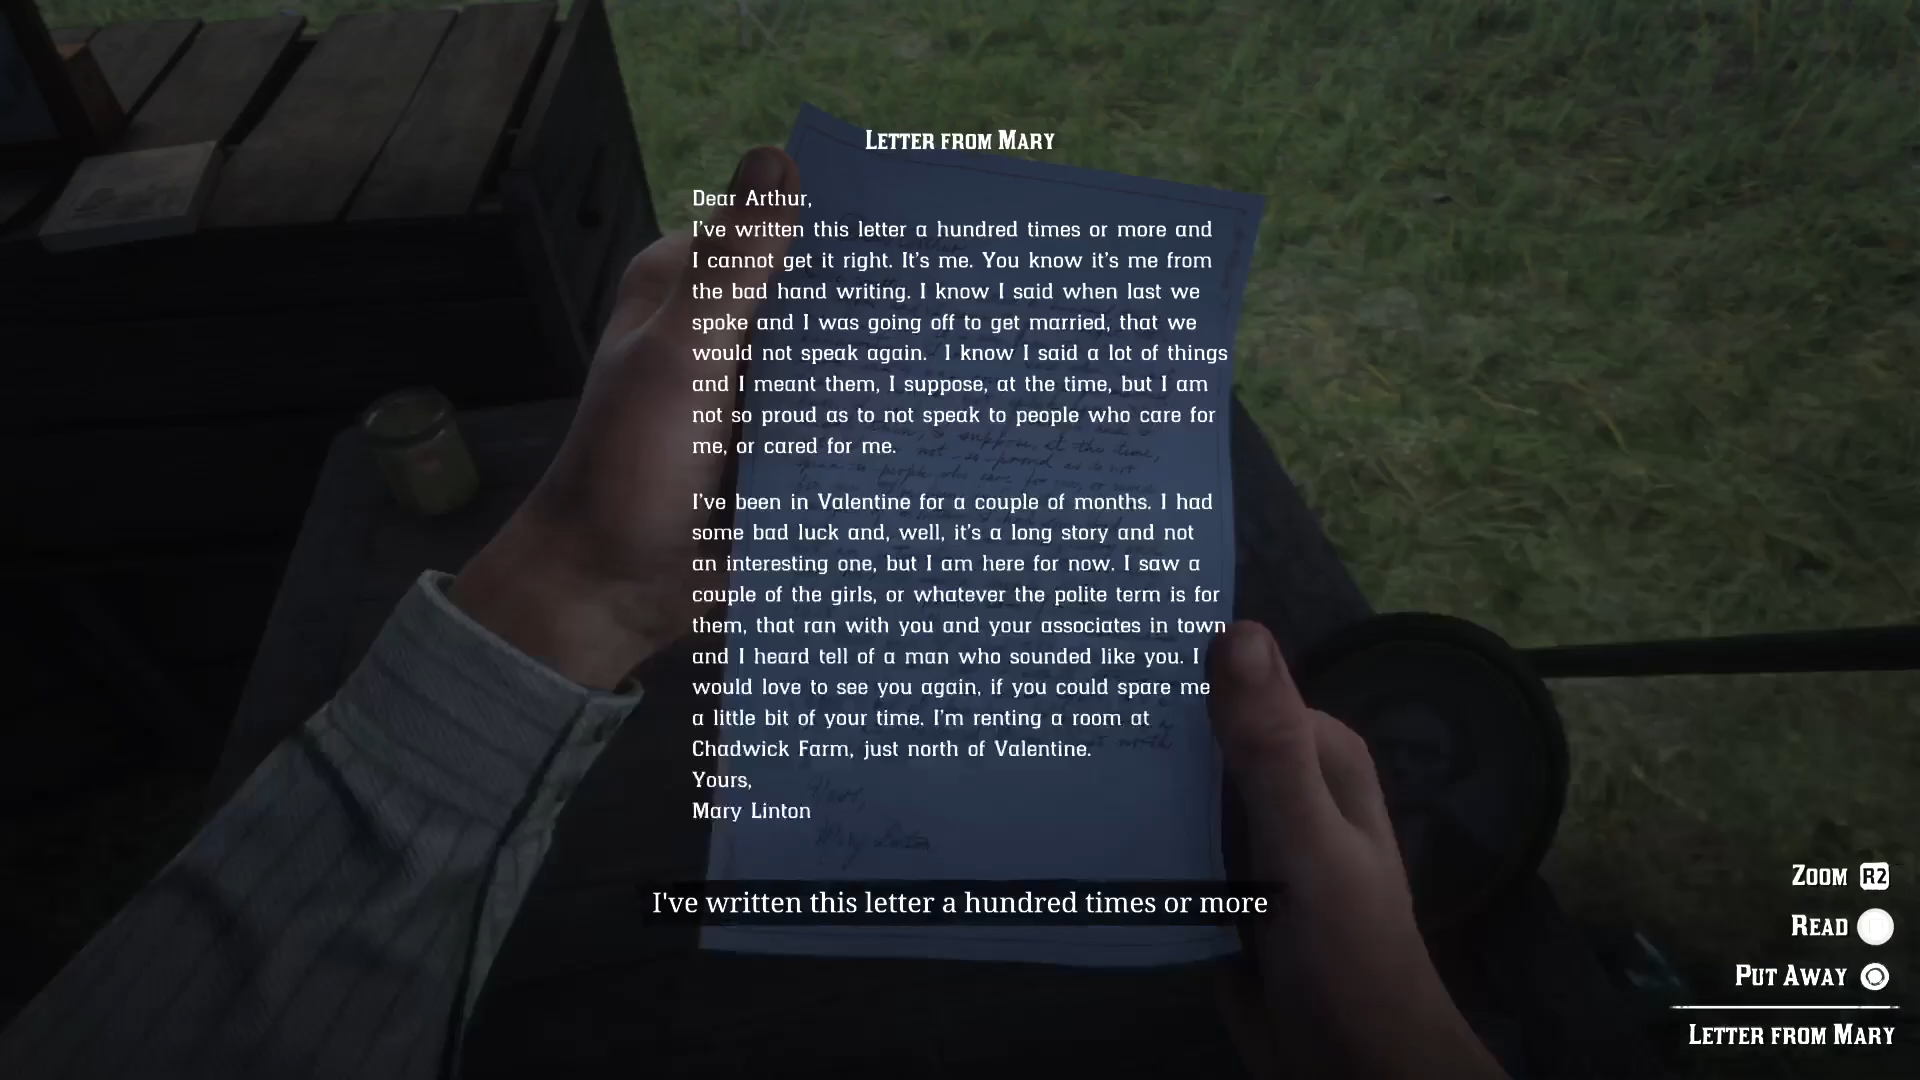 Letter from Mary
Dear Arthur,
I've written this letter a hundred times or more and
I cannot get it right. It's me. You know it's me from
the bad hand writing. I know I said when last we
spoke and I was going off to get married, that we
would not speak again.  I know I said a lot of things
and I meant them, I suppose, at the time, but I am
not so proud as to not speak to people who care for
me, or cared for me.
I've been in Valentine for a couple of months. I had
some bad luck and, well, it's a long story and not
an interesting one, but I am here for now. I saw a
couple of the girls, or whatever the polite term is for
them, that ran with you and your associates in town
and I heard tell of a man who sounded like you. I
would love to see you again, if you could spare me
a little bit of your time. I'm renting a room at
Chadwick Farm, just north of Valentine.
Yours,
Mary Linton
I've written this letter a hundred times or more
Zoom R2
Read
Put Away
Letter from Mary